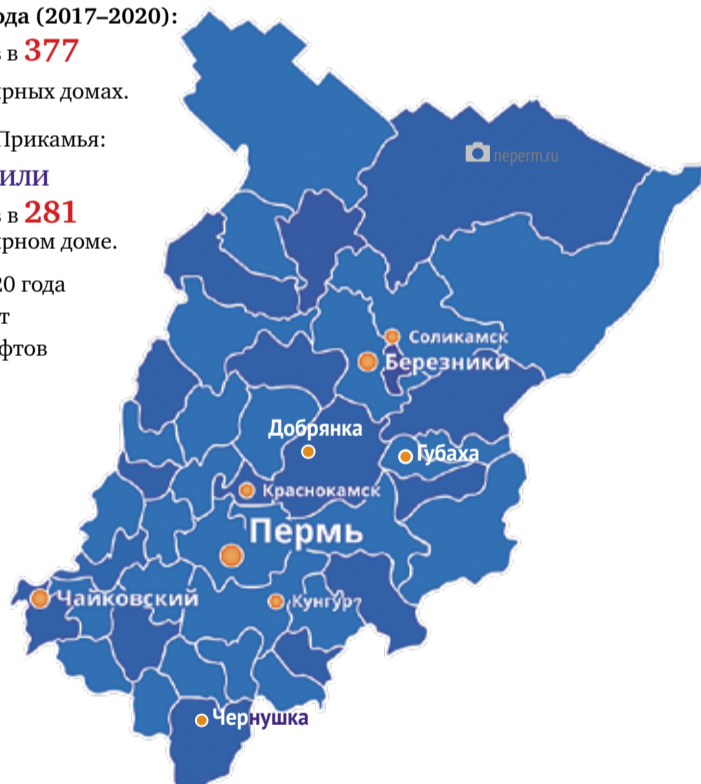 ода (2017–2020):
в 377
рных домах.
Прикамья:
или
в 281
рном доме.
20 года
т
фтов
neperm.ru
Соликамск
Березники
Добрянка
Губаха
Краснокамск
Пермь
Чайковский
Кунгур
Чернушка